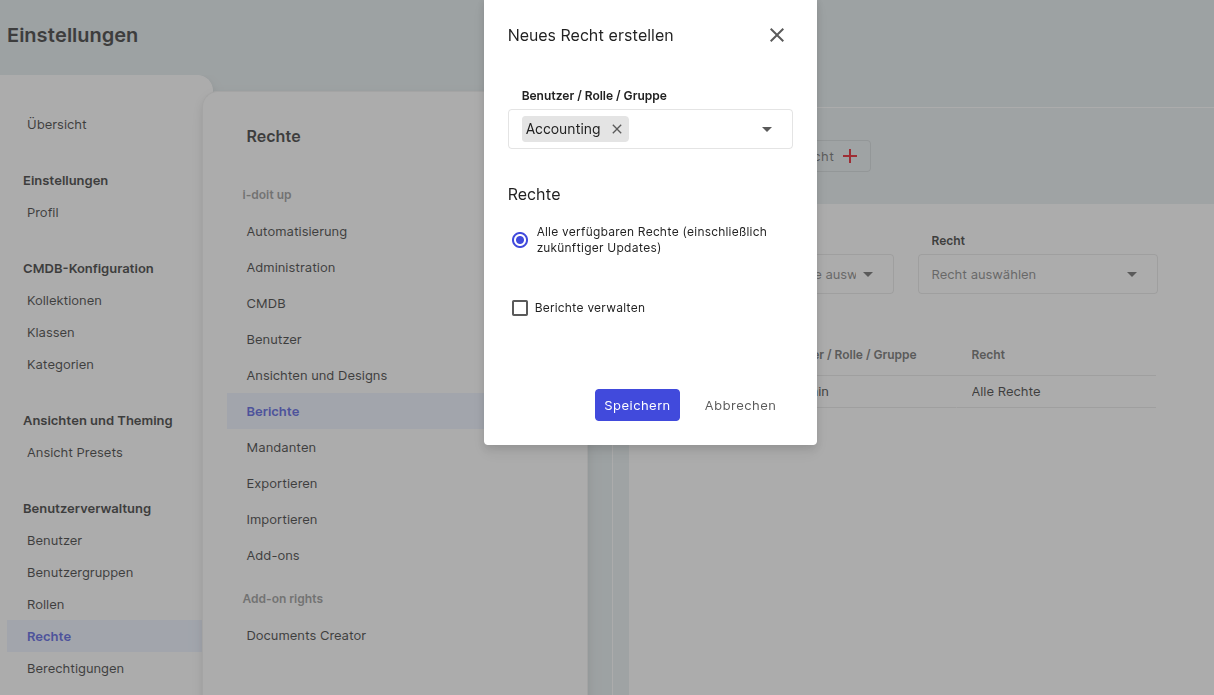 Einstellungen
Übersicht
Einstellungen
Profil
CMDB-Konfiguration
Kollektionen
Klassen
Kategorien
Ansichten und Theming
Ansicht Presets
Benutzerverwaltung
Benutzer
Benutzergruppen
Rollen
Rechte
Berechtigungen
Rechte
i-doit up
Automatisierung
Administration
CMDB
Benutzer
Ansichten und Designs
Berichte
Mandanten
Exportieren
Importieren
Add-ons
Add-on rights
Documents Creator
Neues Recht erstellen
Benutzer / Rolle / Gruppe
Accounting
Rechte
Alle verfügbaren Rechte (einschließlich
zukünftiger Updates)
Berichte verwalten
Speichern Abbrechen
Recht
Recht auswählen
/ Rolle / Gruppe Recht
Alle Rechte